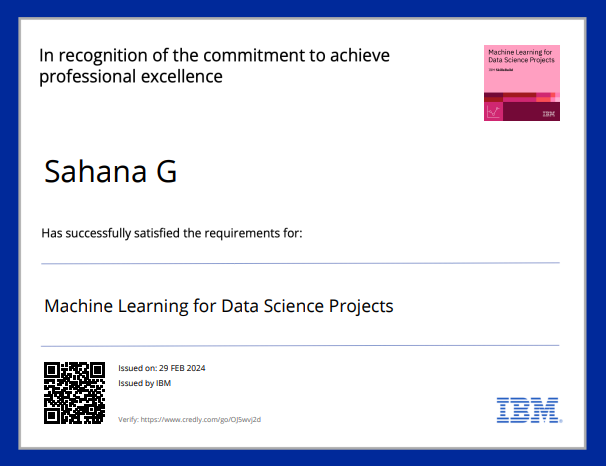 In recognition of the commitment to achieve
professional excellence
Machine Learning for
Data Science Projects
IBM SkillsBuild
IBM
Sahana G
Has successfully satisfied the requirements for:
Machine Learning for Data Science Projects
Issued on: 29 FEB 2024
Issued by IBM
Verify: https://www.credly.com/go/OJ5wvj2d
IBM®